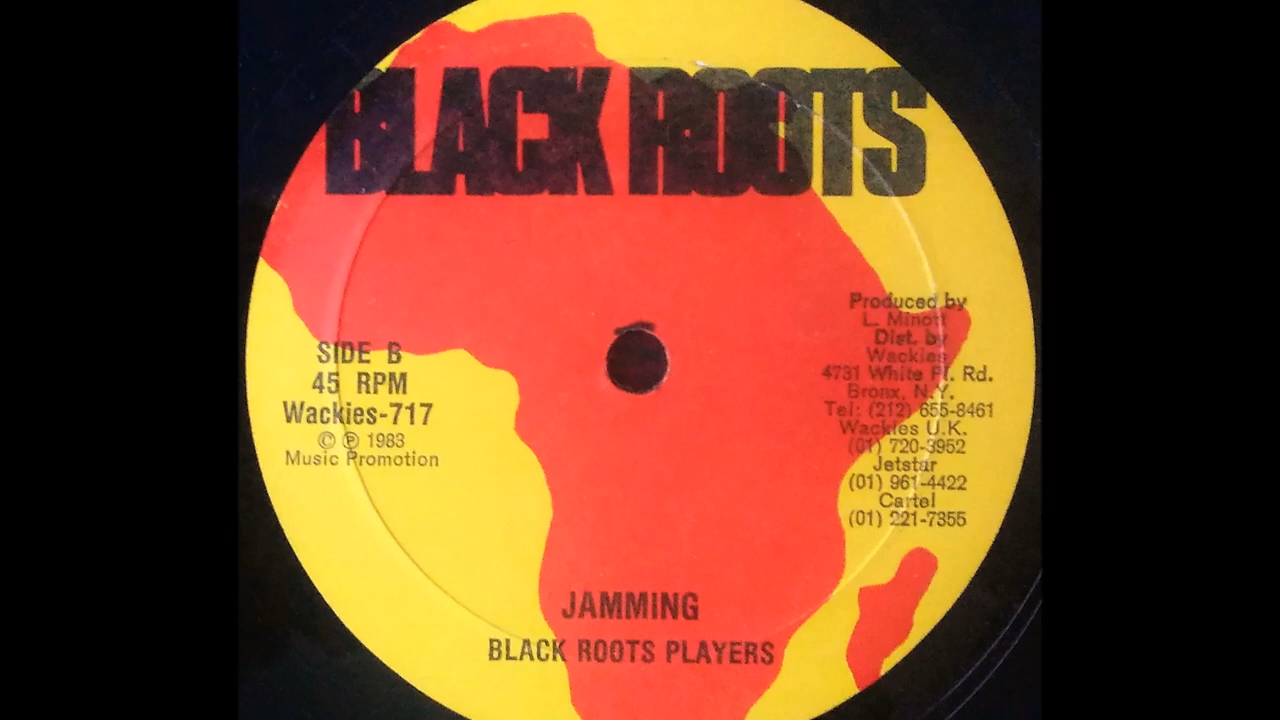 BLACK ROOTS
SIDE B
45 RPM
Wackies-717
© ℗ 1983
Music Promotion
Produced by
L. Minott
Dist. by
Wackies
4731 White Pl. Rd.
Bronx, N.Y.
Tel: (212) 655-8461
Wackies U.K.
(01) 720-3952
Jetstar
(01) 961-4422
Cartel
(01) 221-7355
JAMMING
BLACK ROOTS PLAYERS